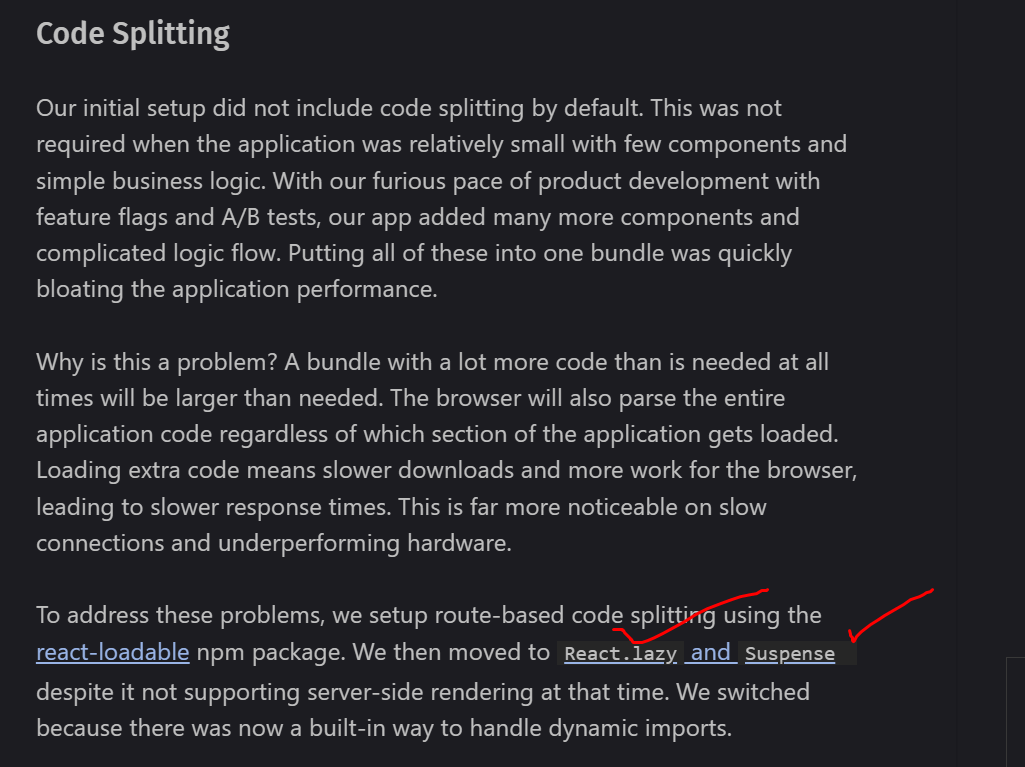 Code Splitting
Our initial setup did not include code splitting by default. This was not
required when the application was relatively small with few components and
simple business logic. With our furious pace of product development with
feature flags and A/B tests, our app added many more components and
complicated logic flow. Putting all of these into one bundle was quickly
bloating the application performance.
Why is this a problem? A bundle with a lot more code than is needed at all
times will be larger than needed. The browser will also parse the entire
application code regardless of which section of the application gets loaded.
Loading extra code means slower downloads and more work for the browser,
leading to slower response times. This is far more noticeable on slow
connections and underperforming hardware.
To address these problems, we setup route-based code splitting using the
react-loadable npm package. We then moved to React.lazy and Suspense
despite it not supporting server-side rendering at that time. We switched
because there was now a built-in way to handle dynamic imports.